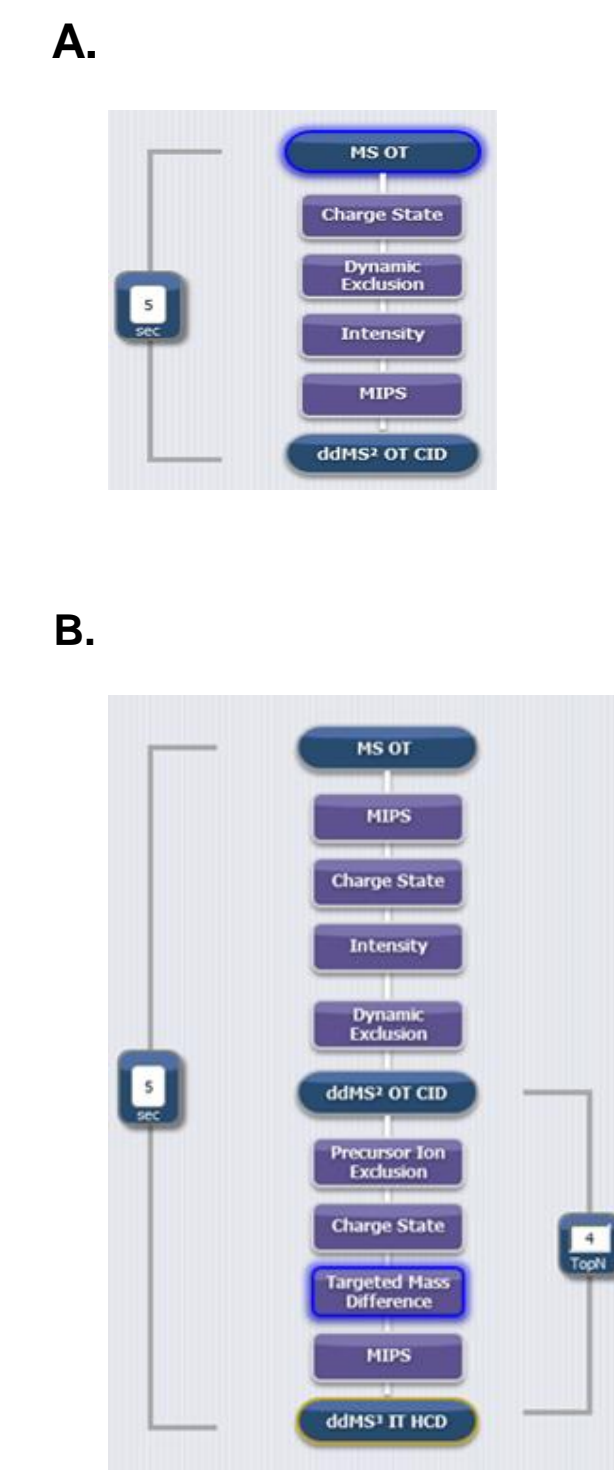 A.
MS OT
Charge State
Dynamic
Exclusion
5
sec
Intensity
MIPS
ddMS² OT CID
B.
MS OT
MIPS
Charge State
Intensity
Dynamic
Exclusion
5
sec
ddMS² OT CID
Precursor Ion
Exclusion
Charge State
4
TopN
Targeted Mass
Difference
MIPS
ddMS³ IT HCD